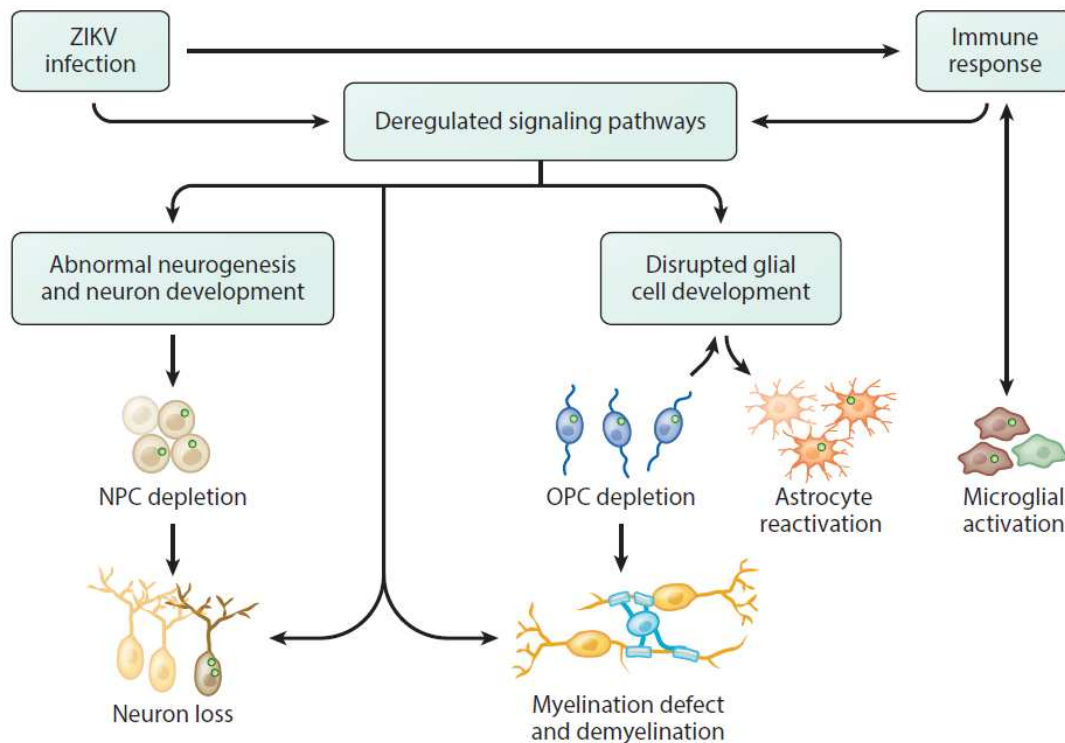 ZIKV
infection
Immune
response
Deregulated signaling pathways
Abnormal neurogenesis
and neuron development
Disrupted glial
cell development
NPC depletion
OPC depletion
Astrocyte
reactivation
Microglial
activation
Neuron loss
Myelination defect
and demyelination